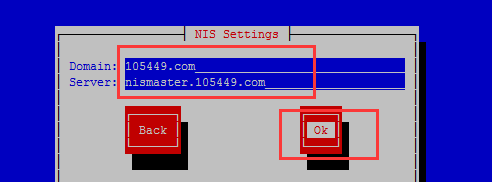 NIS Settings
Domain: 105449.com
Server: nismaster.105449.com
Back Ok